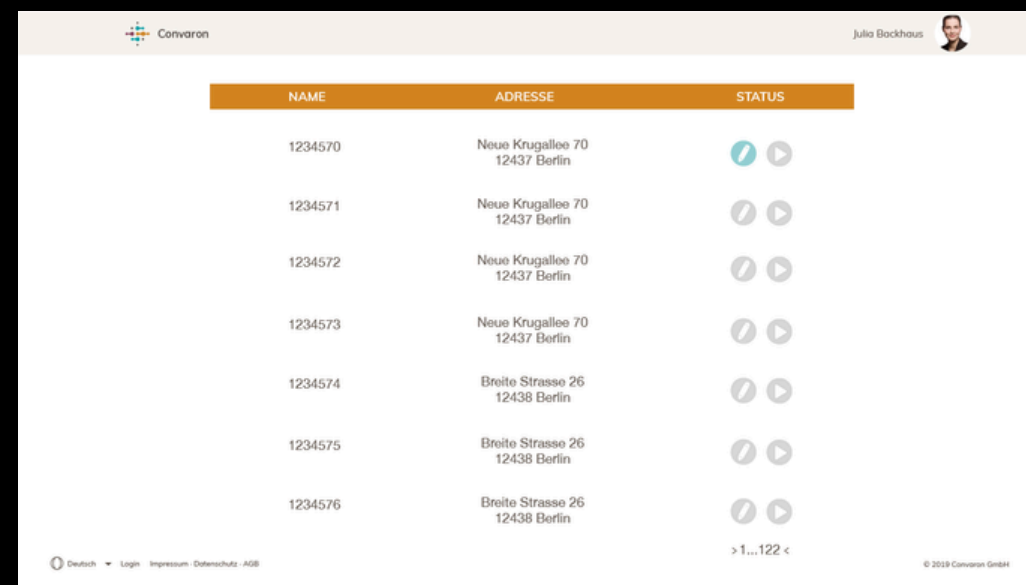 Convaron
Julia Backhaus
NAME ADRESSE STATUS
1234570 Neue Krugallee 70
12437 Berlin
1234571 Neue Krugallee 70
12437 Berlin
1234572 Neue Krugallee 70
12437 Berlin
1234573 Neue Krugallee 70
12437 Berlin
1234574 Breite Strasse 26
12438 Berlin
1234575 Breite Strasse 26
12438 Berlin
1234576 Breite Strasse 26
12438 Berlin
>1...122<
Deutsch Login Impressum · Datenschutz · AGB
© 2019 Convaron GmbH